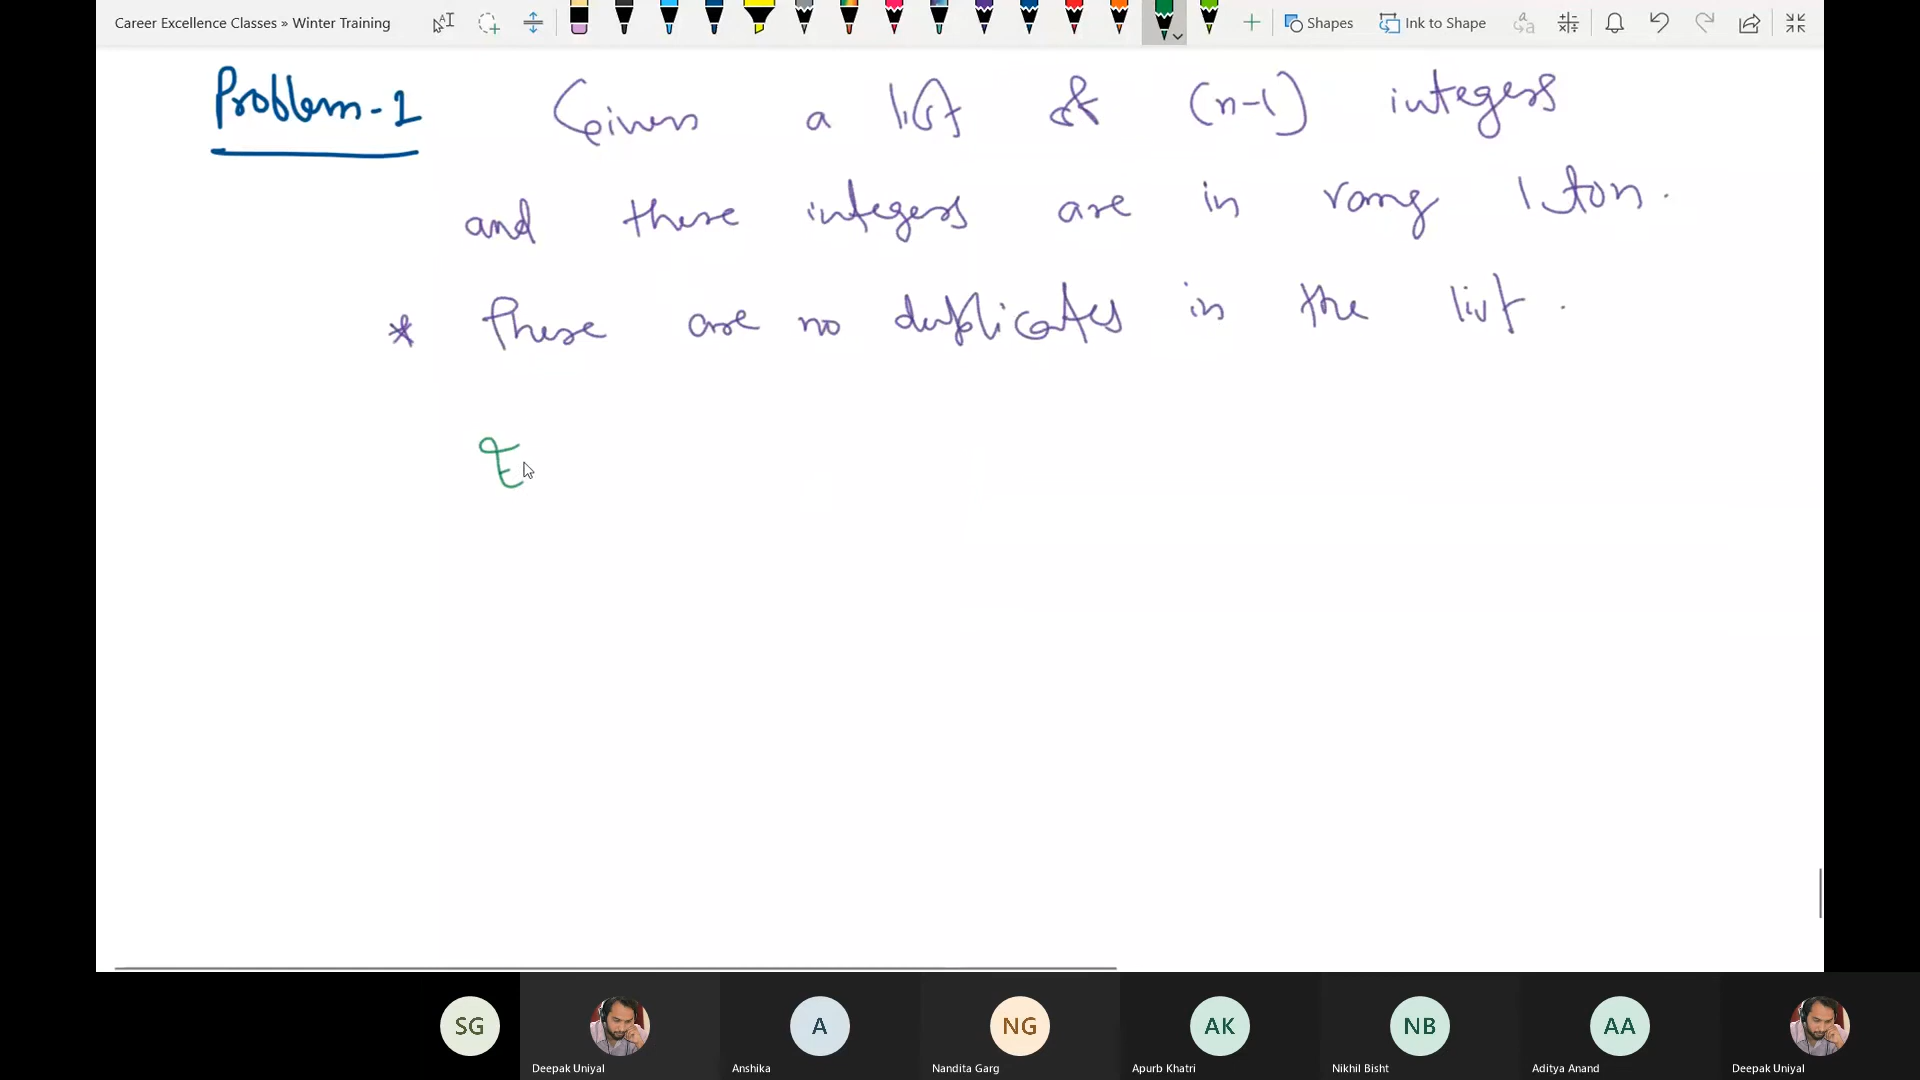 Career Excellence Classes » Winter Training
Shapes
Ink to Shape
Problem-1 Given a list of (n-1) integers
and these integers are in rang 1 to n.
* There are no duplicates in the list.
SG
A
NG
AK
NB
AA
Deepak Uniyal
Anshika
Nandita Garg
Apurb Khatri
Nikhil Bisht
Aditya Anand
Deepak Uniyal